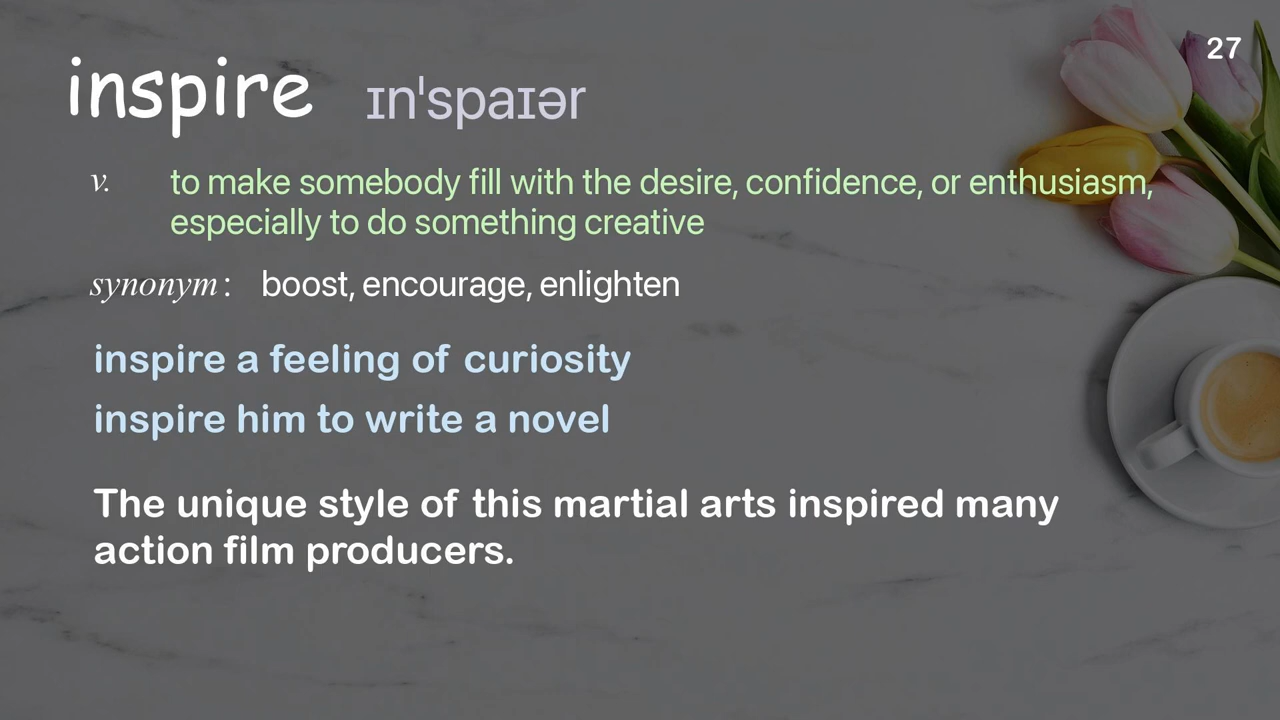 27
inspire ɪn'spaɪər
v. to make somebody fill with the desire, confidence, or enthusiasm,
especially to do something creative
synonym : boost, encourage, enlighten
inspire a feeling of curiosity
inspire him to write a novel
The unique style of this martial arts inspired many
action film producers.